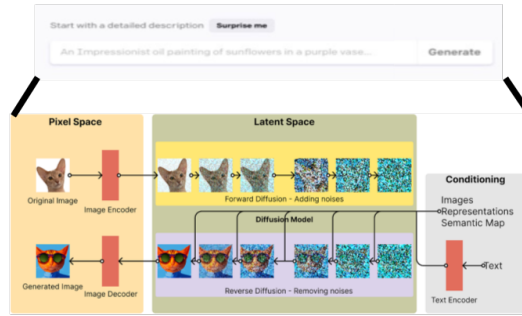 Start with a detailed description Surprise me
An Impressionist oil painting of sunflowers in a purple vase... Generate
Pixel Space
Latent Space
Original Image
Image Encoder
Forward Diffusion - Adding noises
Diffusion Model
Generated Image
Image Decoder
Reverse Diffusion - Removing noises
Conditioning
Images
Representations
Semantic Map
Text
Text Encoder